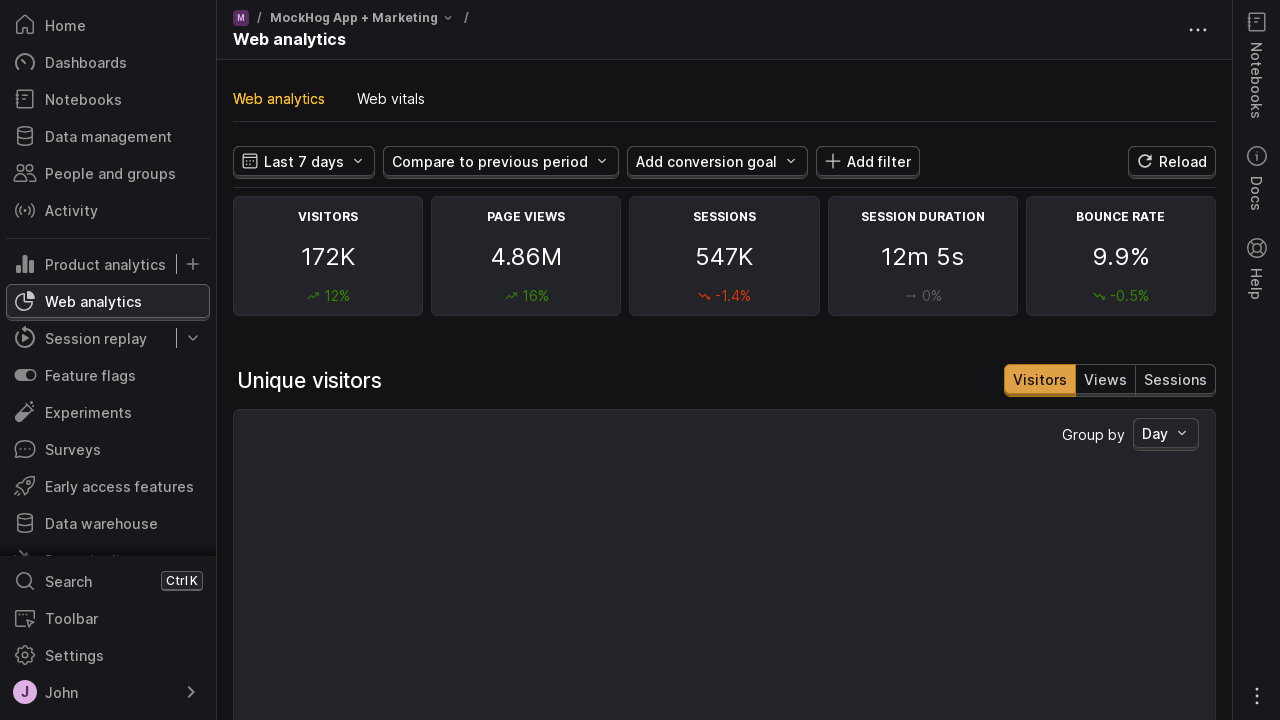 Home
Dashboards
Notebooks
Data management
People and groups
Activity
Product analytics
Web analytics
Session replay
Feature flags
Experiments
Surveys
Early access features
Data warehouse
Search Ctrl K
Toolbar
Settings
J John
M / MockHog App + Marketing /
Web analytics
Web analytics Web vitals
Last 7 days Compare to previous period Add conversion goal Add filter Reload
VISITORS PAGE VIEWS SESSIONS SESSION DURATION BOUNCE RATE
172K 4.86M 547K 12m 5s 9.9%
12% 16% -1.4% 0% -0.5%
Unique visitors Visitors Views Sessions
Group by Day
Notebooks
Docs
Help